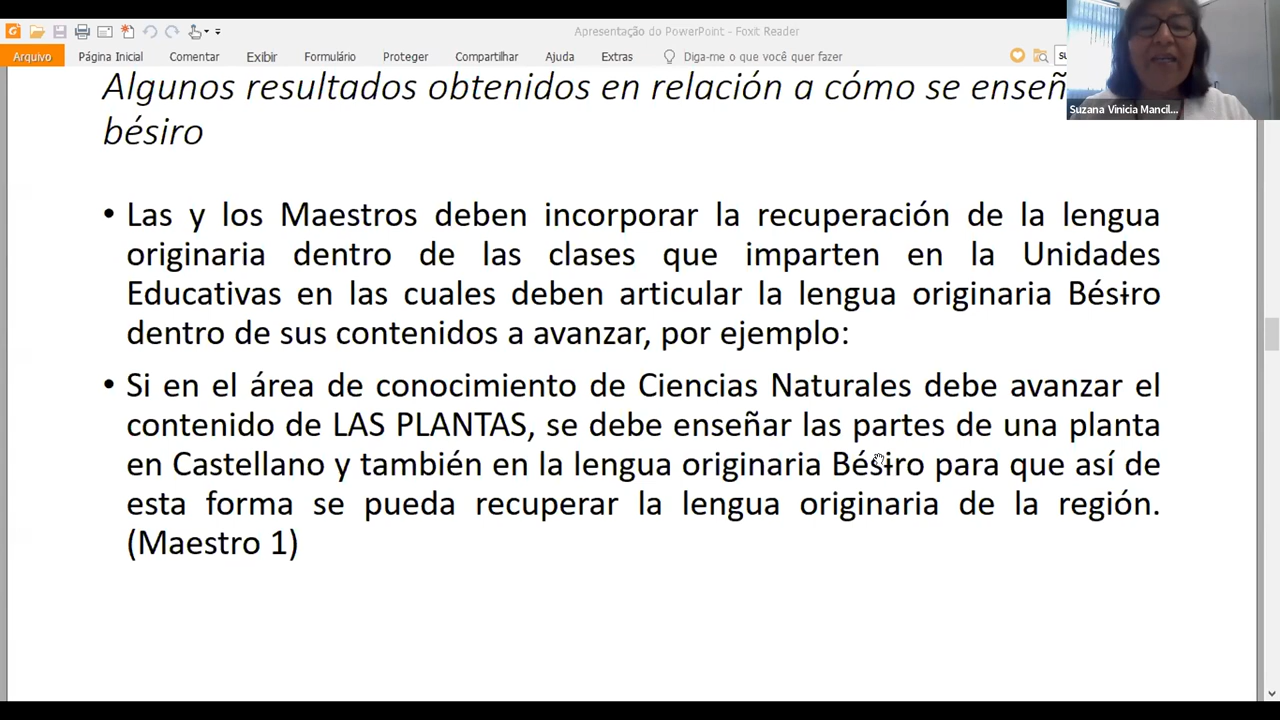 Apresentação do PowerPoint - Foxit Reader
Arquivo Página Inicial Comentar Exibir Formulário Proteger Compartilhar Ajuda Extras Diga-me o que você quer fazer
Suzana Vinicia Mancil...
Algunos resultados obtenidos en relación a cómo se enseñ
bésiro
• Las y los Maestros deben incorporar la recuperación de la lengua
originaria dentro de las clases que imparten en la Unidades
Educativas en las cuales deben articular la lengua originaria Bésɨro
dentro de sus contenidos a avanzar, por ejemplo:
• Si en el área de conocimiento de Ciencias Naturales debe avanzar el
contenido de LAS PLANTAS, se debe enseñar las partes de una planta
en Castellano y también en la lengua originaria Bésɨro para que así de
esta forma se pueda recuperar la lengua originaria de la región.
(Maestro 1)